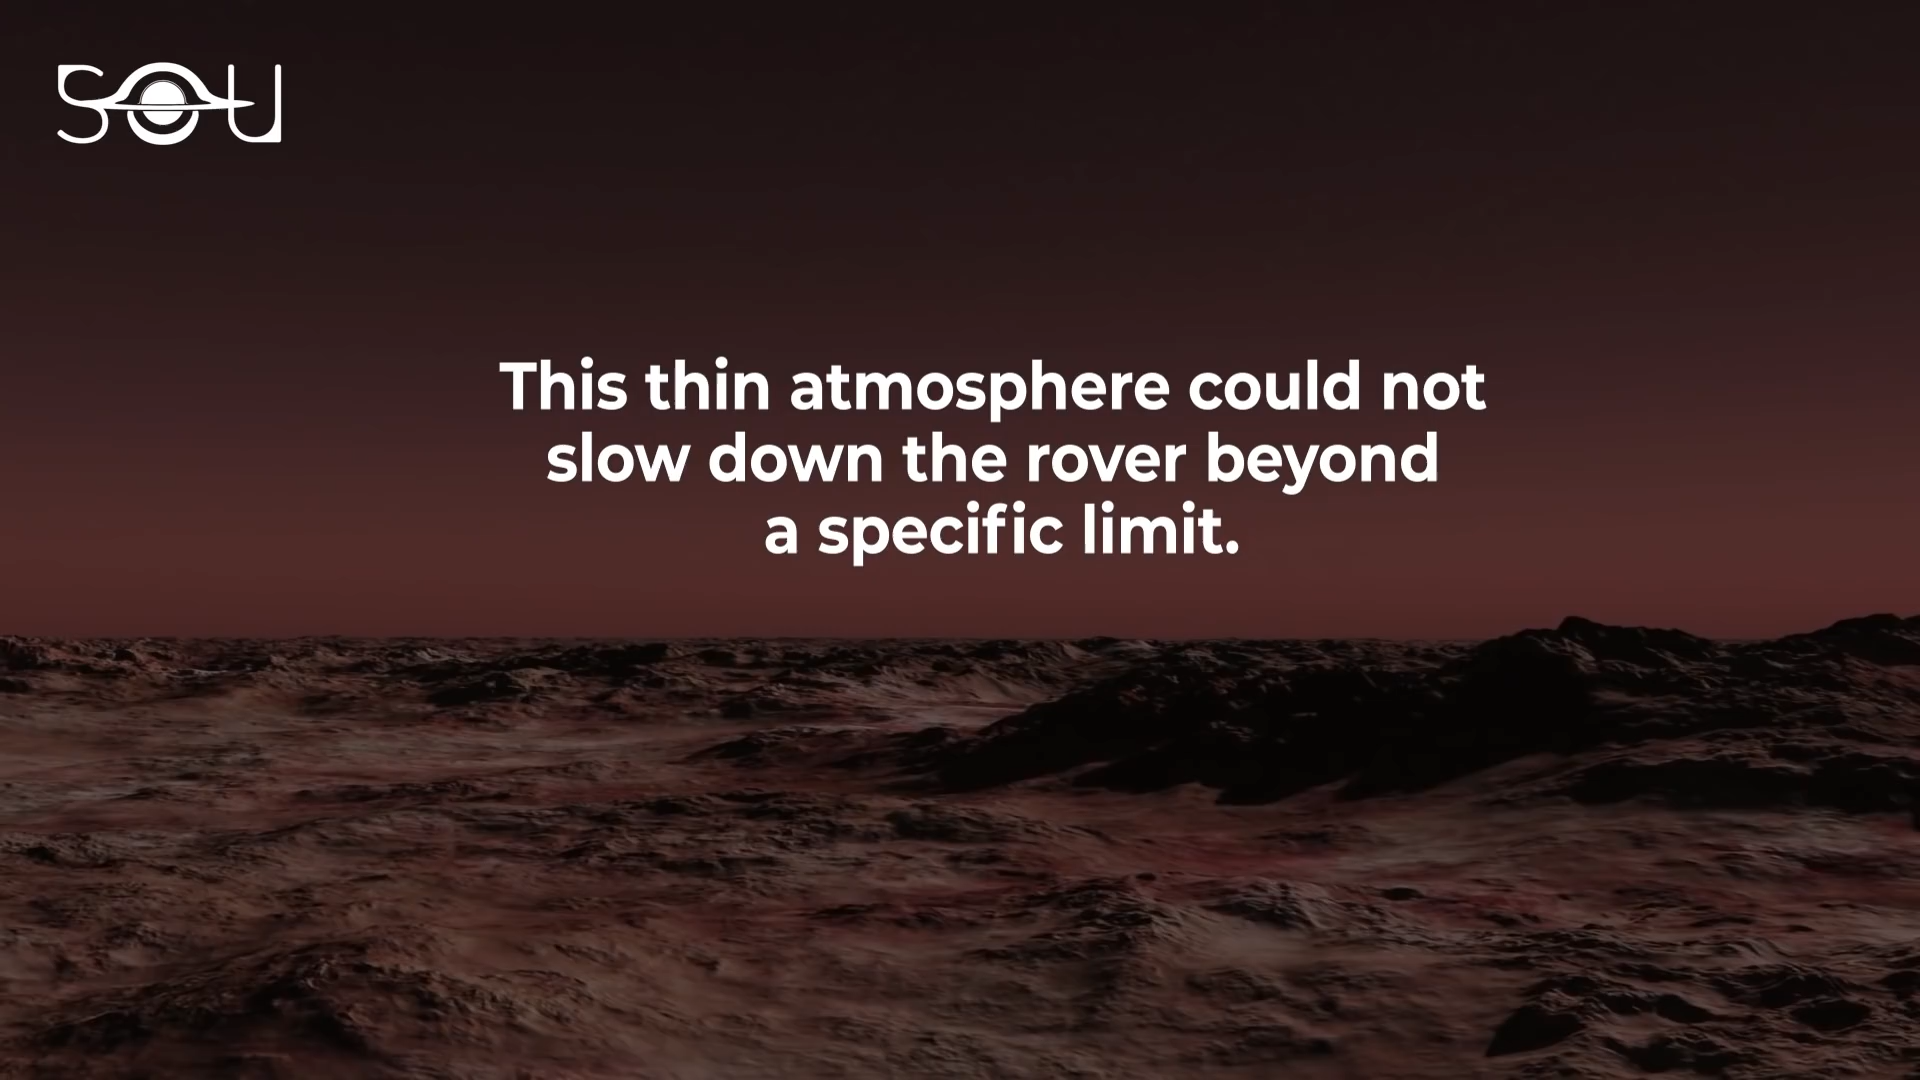 SOU
This thin atmosphere could not
slow down the rover beyond
a specific limit.